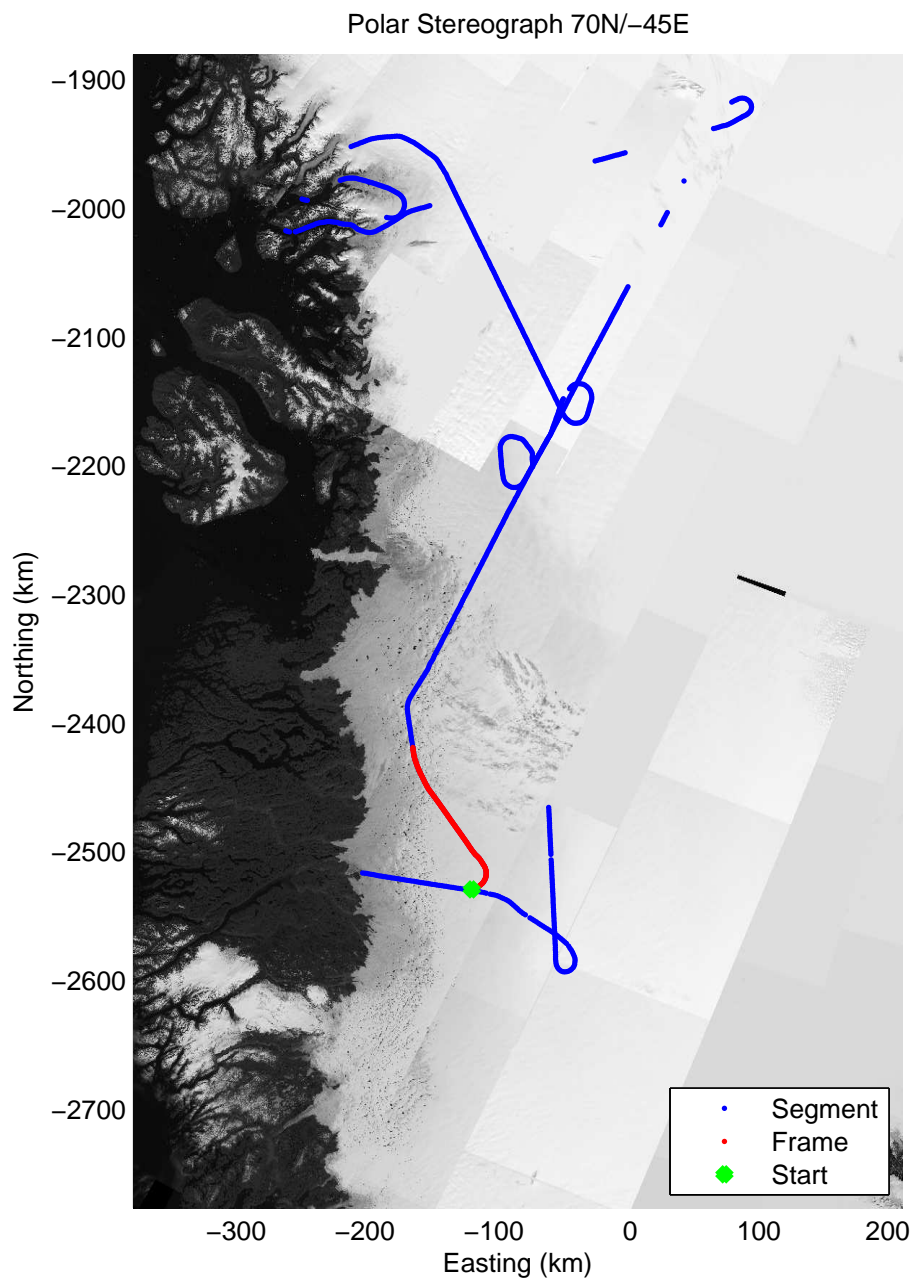 Polar Stereograph 70N/−45E
−1900
−2000
−2100
−2200
−2300
−2400
−2500
−2600
−2700
Northing (km)
Segment
Frame
Start
−300 −200 −100 0 100 200
Easting (km)